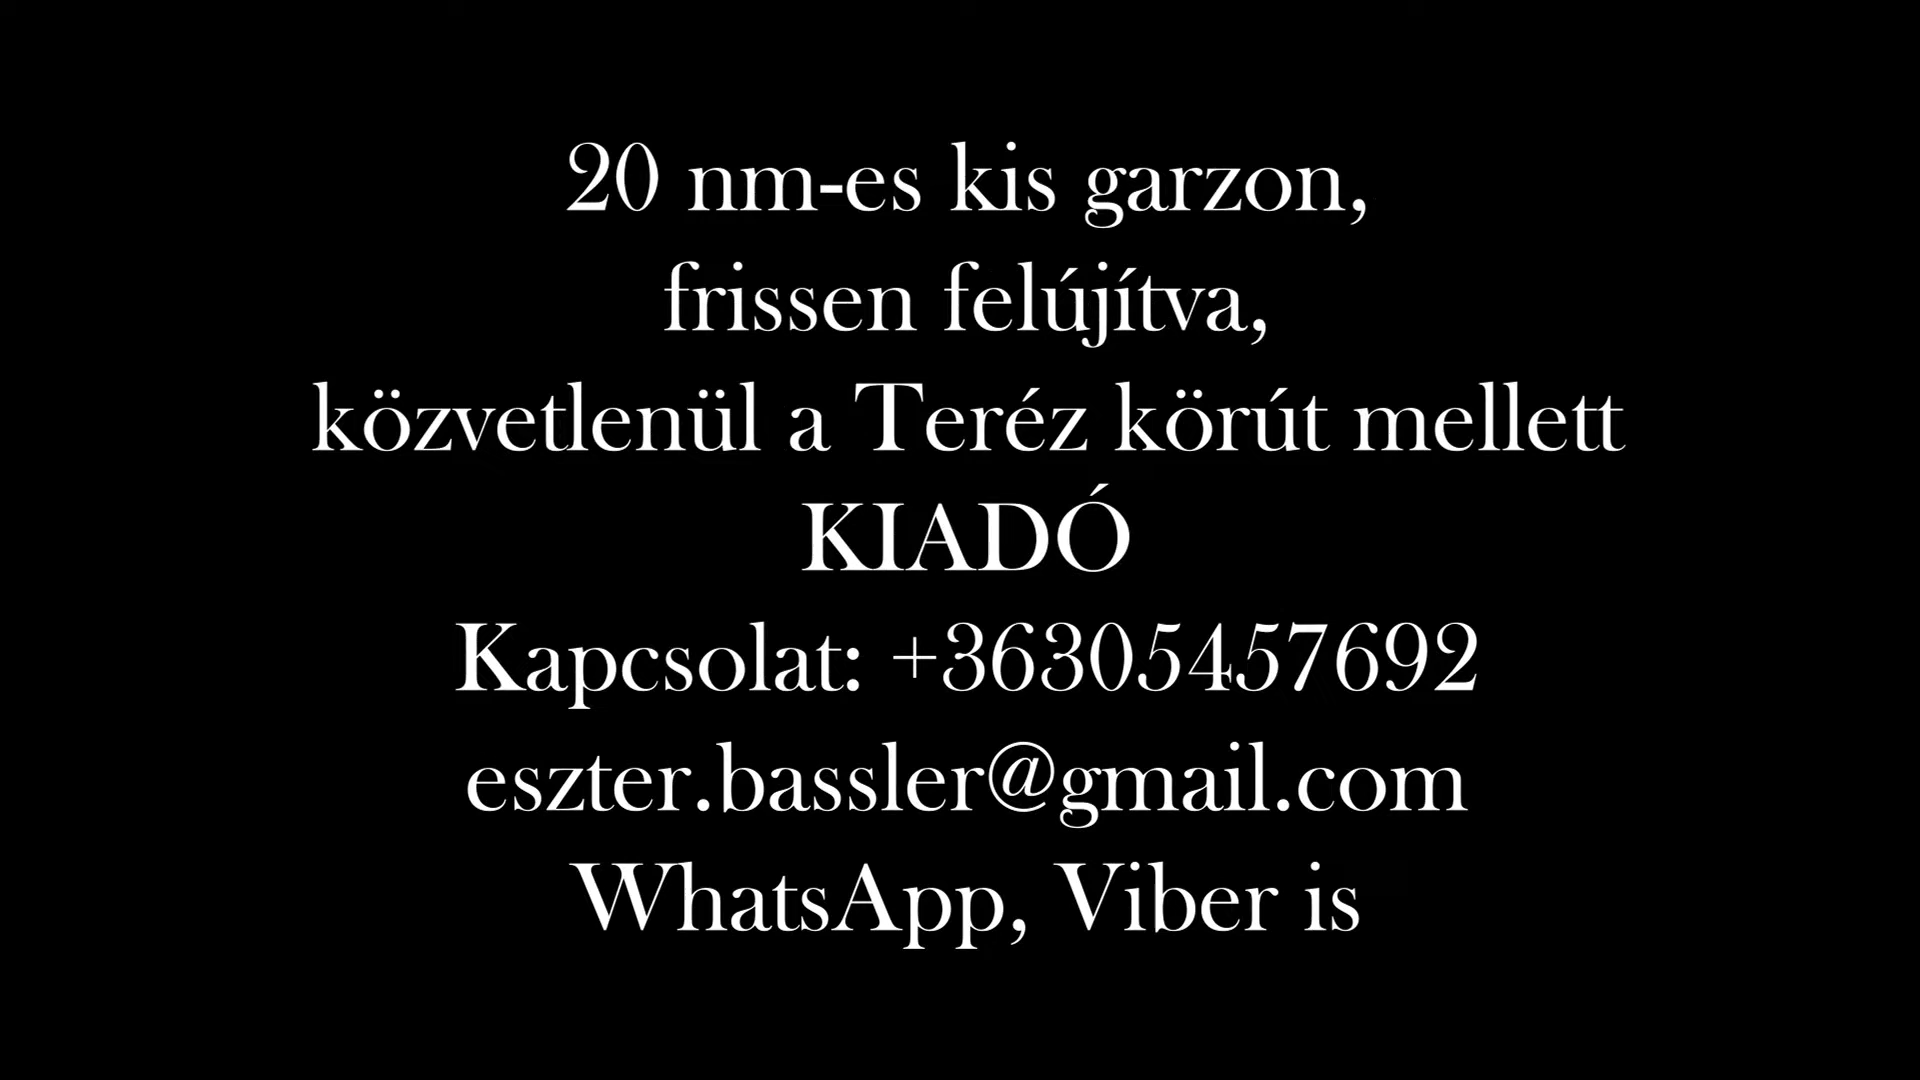 20 nm-es kis garzon,
frissen felújítva,
közvetlenül a Teréz körút mellett
KIADÓ
Kapcsolat: +36305457692
eszter.bassler@gmail.com
WhatsApp, Viber is